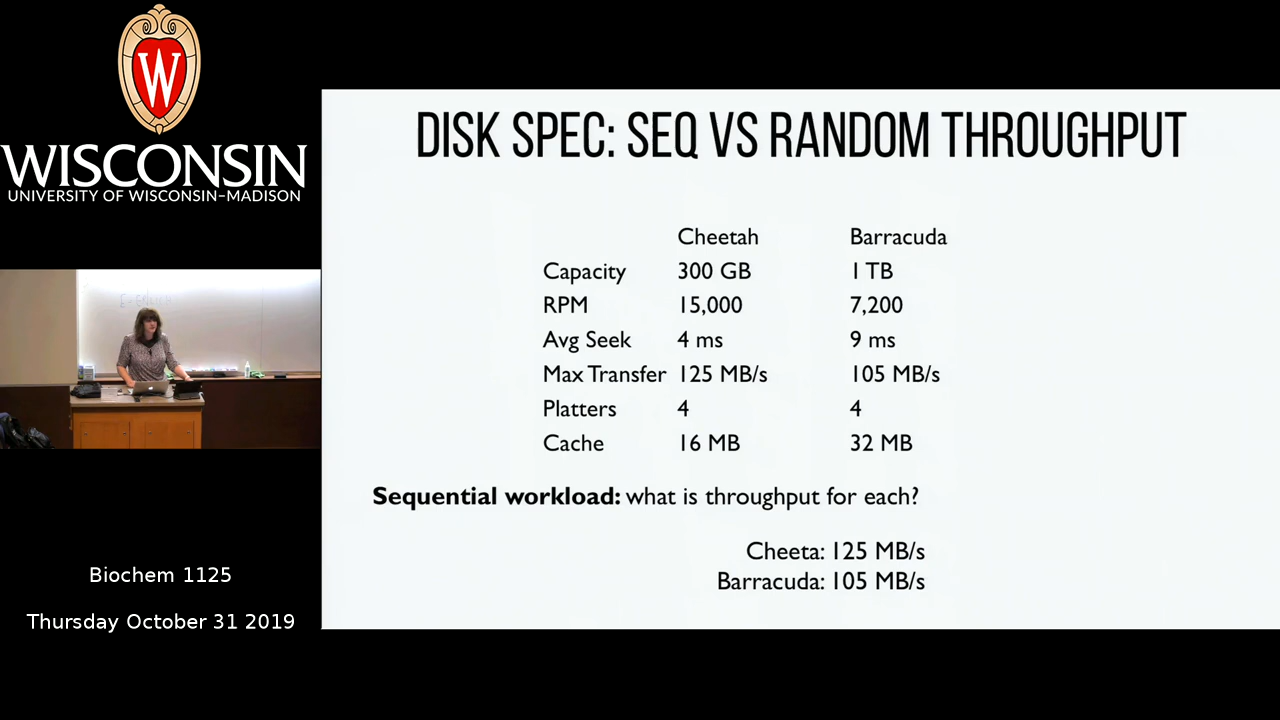 W
WISCONSIN
UNIVERSITY OF WISCONSIN–MADISON
Biochem 1125
Thursday October 31 2019
DISK SPEC: SEQ VS RANDOM THROUGHPUT
Cheetah Barracuda
Capacity 300 GB 1 TB
RPM 15,000 7,200
Avg Seek 4 ms 9 ms
Max Transfer 125 MB/s 105 MB/s
Platters 4 4
Cache 16 MB 32 MB
Sequential workload: what is throughput for each?
Cheeta: 125 MB/s
Barracuda: 105 MB/s